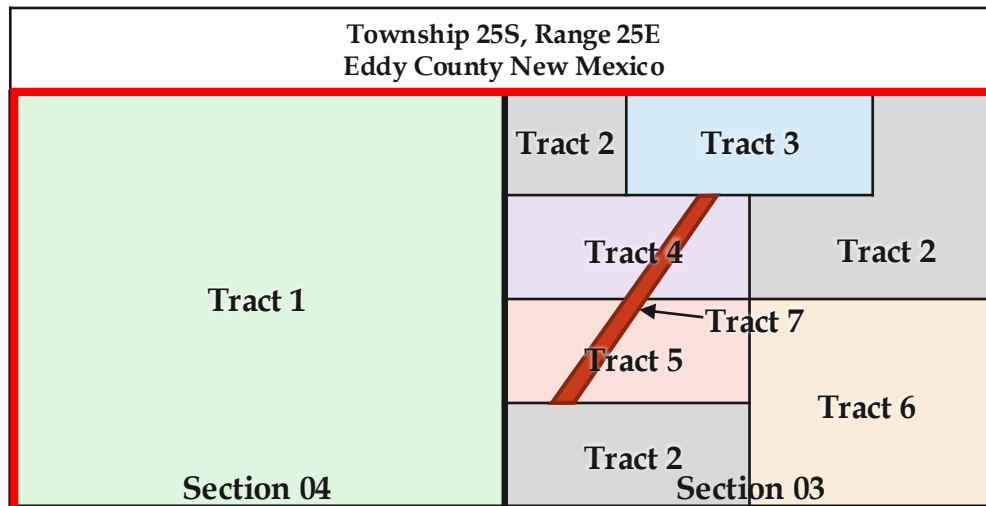 Township 25S, Range 25E
Eddy County New Mexico
Tract 2
Tract 3
Tract 4
Tract 2
Tract 1
Tract 7
Tract 5
Tract 6
Tract 2
Section 04
Section 03